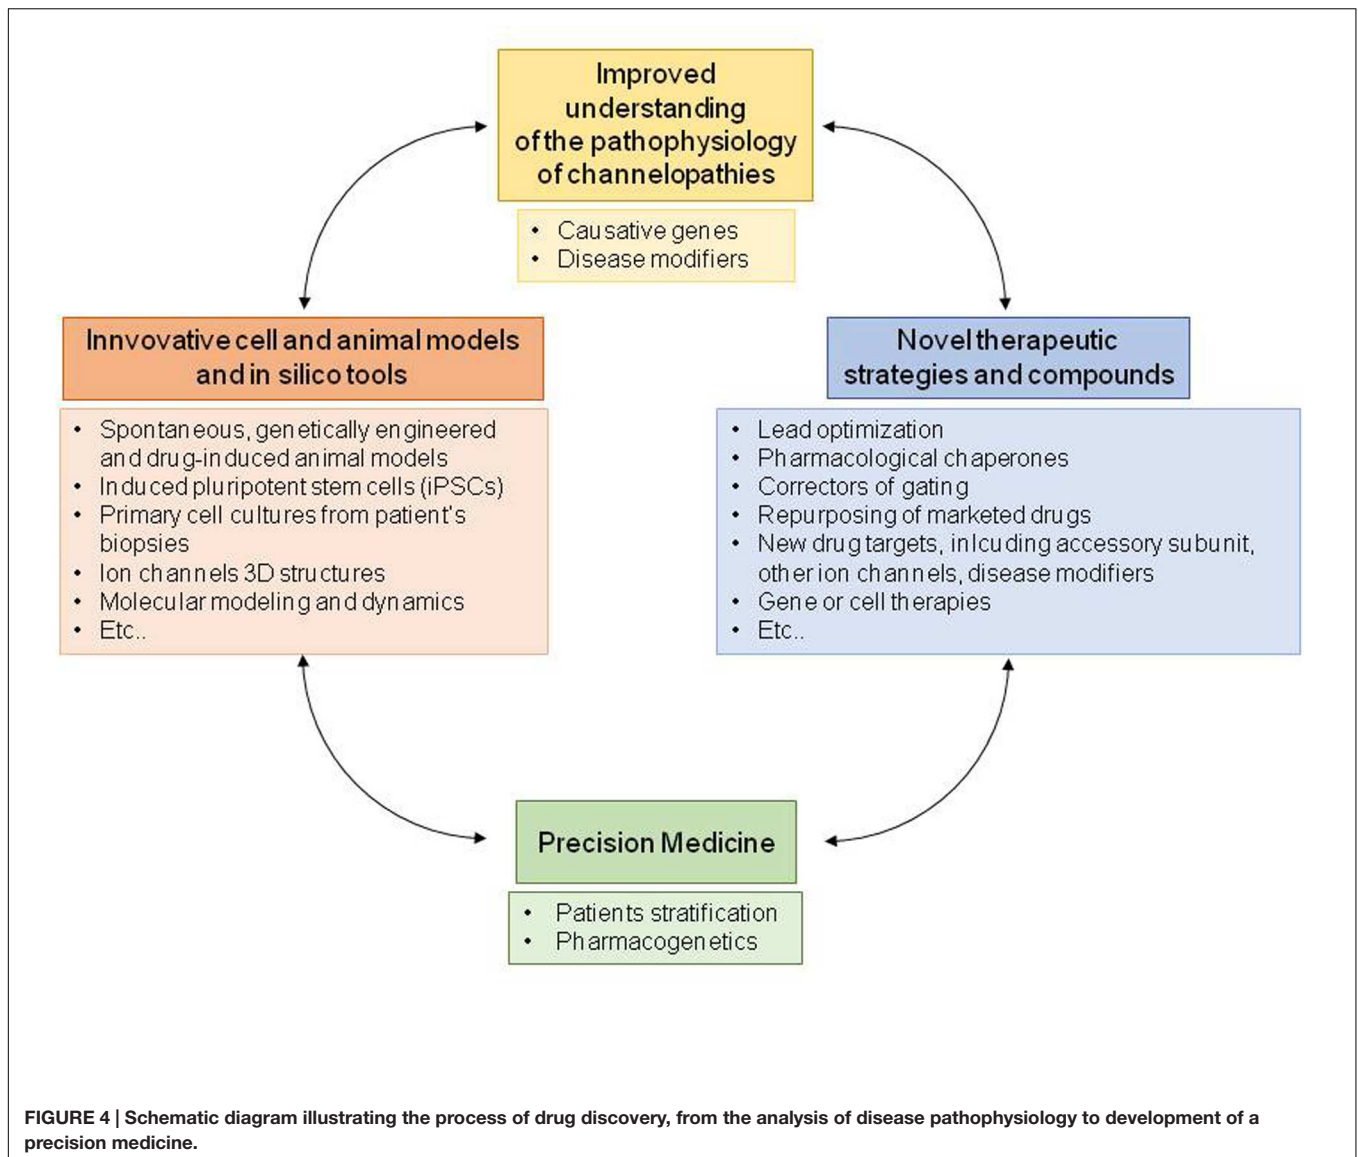 Improved
understanding
of the pathophysiology
of channelopathies
• Causative genes
• Disease modifiers
Innvovative cell and animal models
and in silico tools
• Spontaneous, genetically engineered
and drug-induced animal models
• Induced pluripotent stem cells (iPSCs)
• Primary cell cultures from patient's
biopsies
• Ion channels 3D structures
• Molecular modeling and dynamics
• Etc..
Novel therapeutic
strategies and compounds
• Lead optimization
• Pharmacological chaperones
• Correctors of gating
• Repurposing of marketed drugs
• New drug targets, inlcuding accessory subunit,
other ion channels, disease modifiers
• Gene or cell therapies
• Etc..
Precision Medicine
• Patients stratification
• Pharmacogenetics
FIGURE 4 | Schematic diagram illustrating the process of drug discovery, from the analysis of disease pathophysiology to development of a
precision medicine.